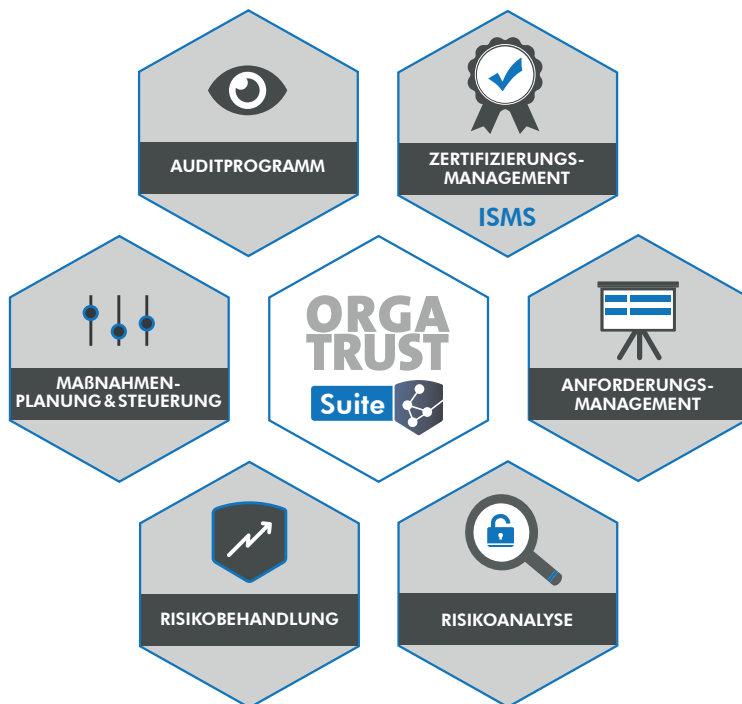 AUDITPROGRAMM
ZERTIFIZIERUNGS-
MANAGEMENT
ISMS
MAßNAHMEN-
PLANUNG & STEUERUNG
ORGA
TRUST
Suite
ANFORDERUNGS-
MANAGEMENT
RISIKOBEHANDLUNG
RISIKOANALYSE